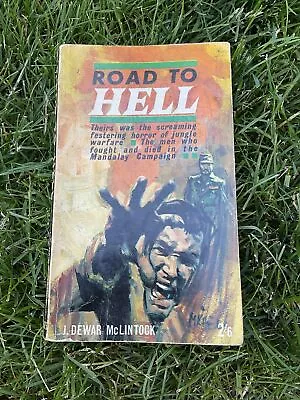 ROAD TO
HELL
Theirs was the screaming
festering horror of jungle
warfare ■ The men who
fought and died in the
Mandalay Campaign ■ ■
J. DEWAR McLINTOCK
2/6